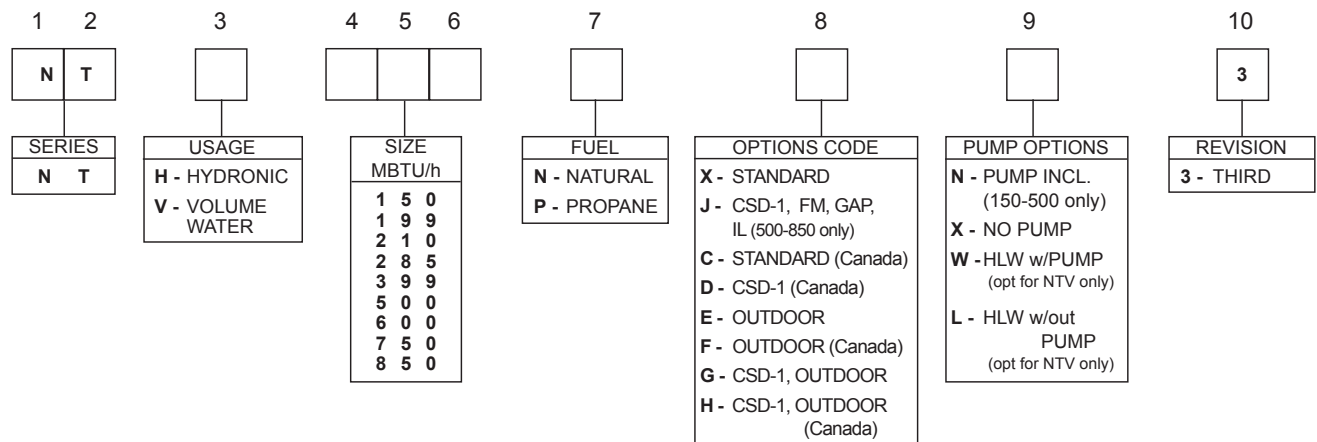 1 2 3 4 5 6 7 8 9 10
N T 3
SERIES
N T
USAGE
H - HYDRONIC
V - VOLUME
WATER
SIZE
MBTU/h
1 5 0
1 9 9
2 1 0
2 8 5
3 9 9
5 0 0
6 0 0
7 5 0
8 5 0
FUEL
N - NATURAL
P - PROPANE
OPTIONS CODE
X - STANDARD
J - CSD-1, FM, GAP,
IL (500-850 only)
C - STANDARD (Canada)
D - CSD-1 (Canada)
E - OUTDOOR
F - OUTDOOR (Canada)
G - CSD-1, OUTDOOR
H - CSD-1, OUTDOOR
(Canada)
PUMP OPTIONS
N - PUMP INCL.
(150-500 only)
X - NO PUMP
W - HLW w/PUMP
(opt for NTV only)
L - HLW w/out
PUMP
(opt for NTV only)
REVISION
3 - THIRD